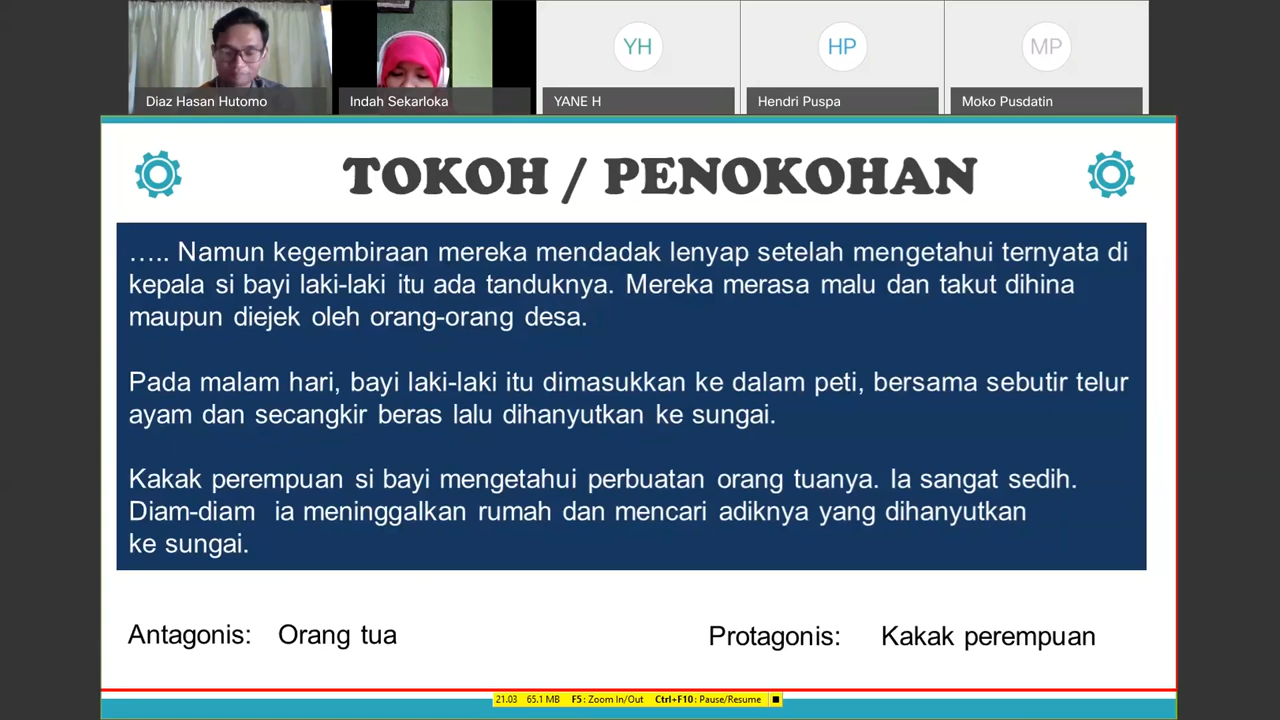 YH
HP
MP
Diaz Hasan Hutomo
Indah Sekarloka
YANE H
Hendri Puspa
Moko Pusdatin
TOKOH / PENOKOHAN
..... Namun kegembiraan mereka mendadak lenyap setelah mengetahui ternyata di
kepala si bayi laki-laki itu ada tanduknya. Mereka merasa malu dan takut dihina
maupun diejek oleh orang-orang desa.
Pada malam hari, bayi laki-laki itu dimasukkan ke dalam peti, bersama sebutir telur
ayam dan secangkir beras lalu dihanyutkan ke sungai.
Kakak perempuan si bayi mengetahui perbuatan orang tuanya. Ia sangat sedih.
Diam-diam ia meninggalkan rumah dan mencari adiknya yang dihanyutkan
ke sungai.
Antagonis: Orang tua
Protagonis: Kakak perempuan
21.03 65.1 MB F5: Zoom In/Out Ctrl+F10: Pause/Resume